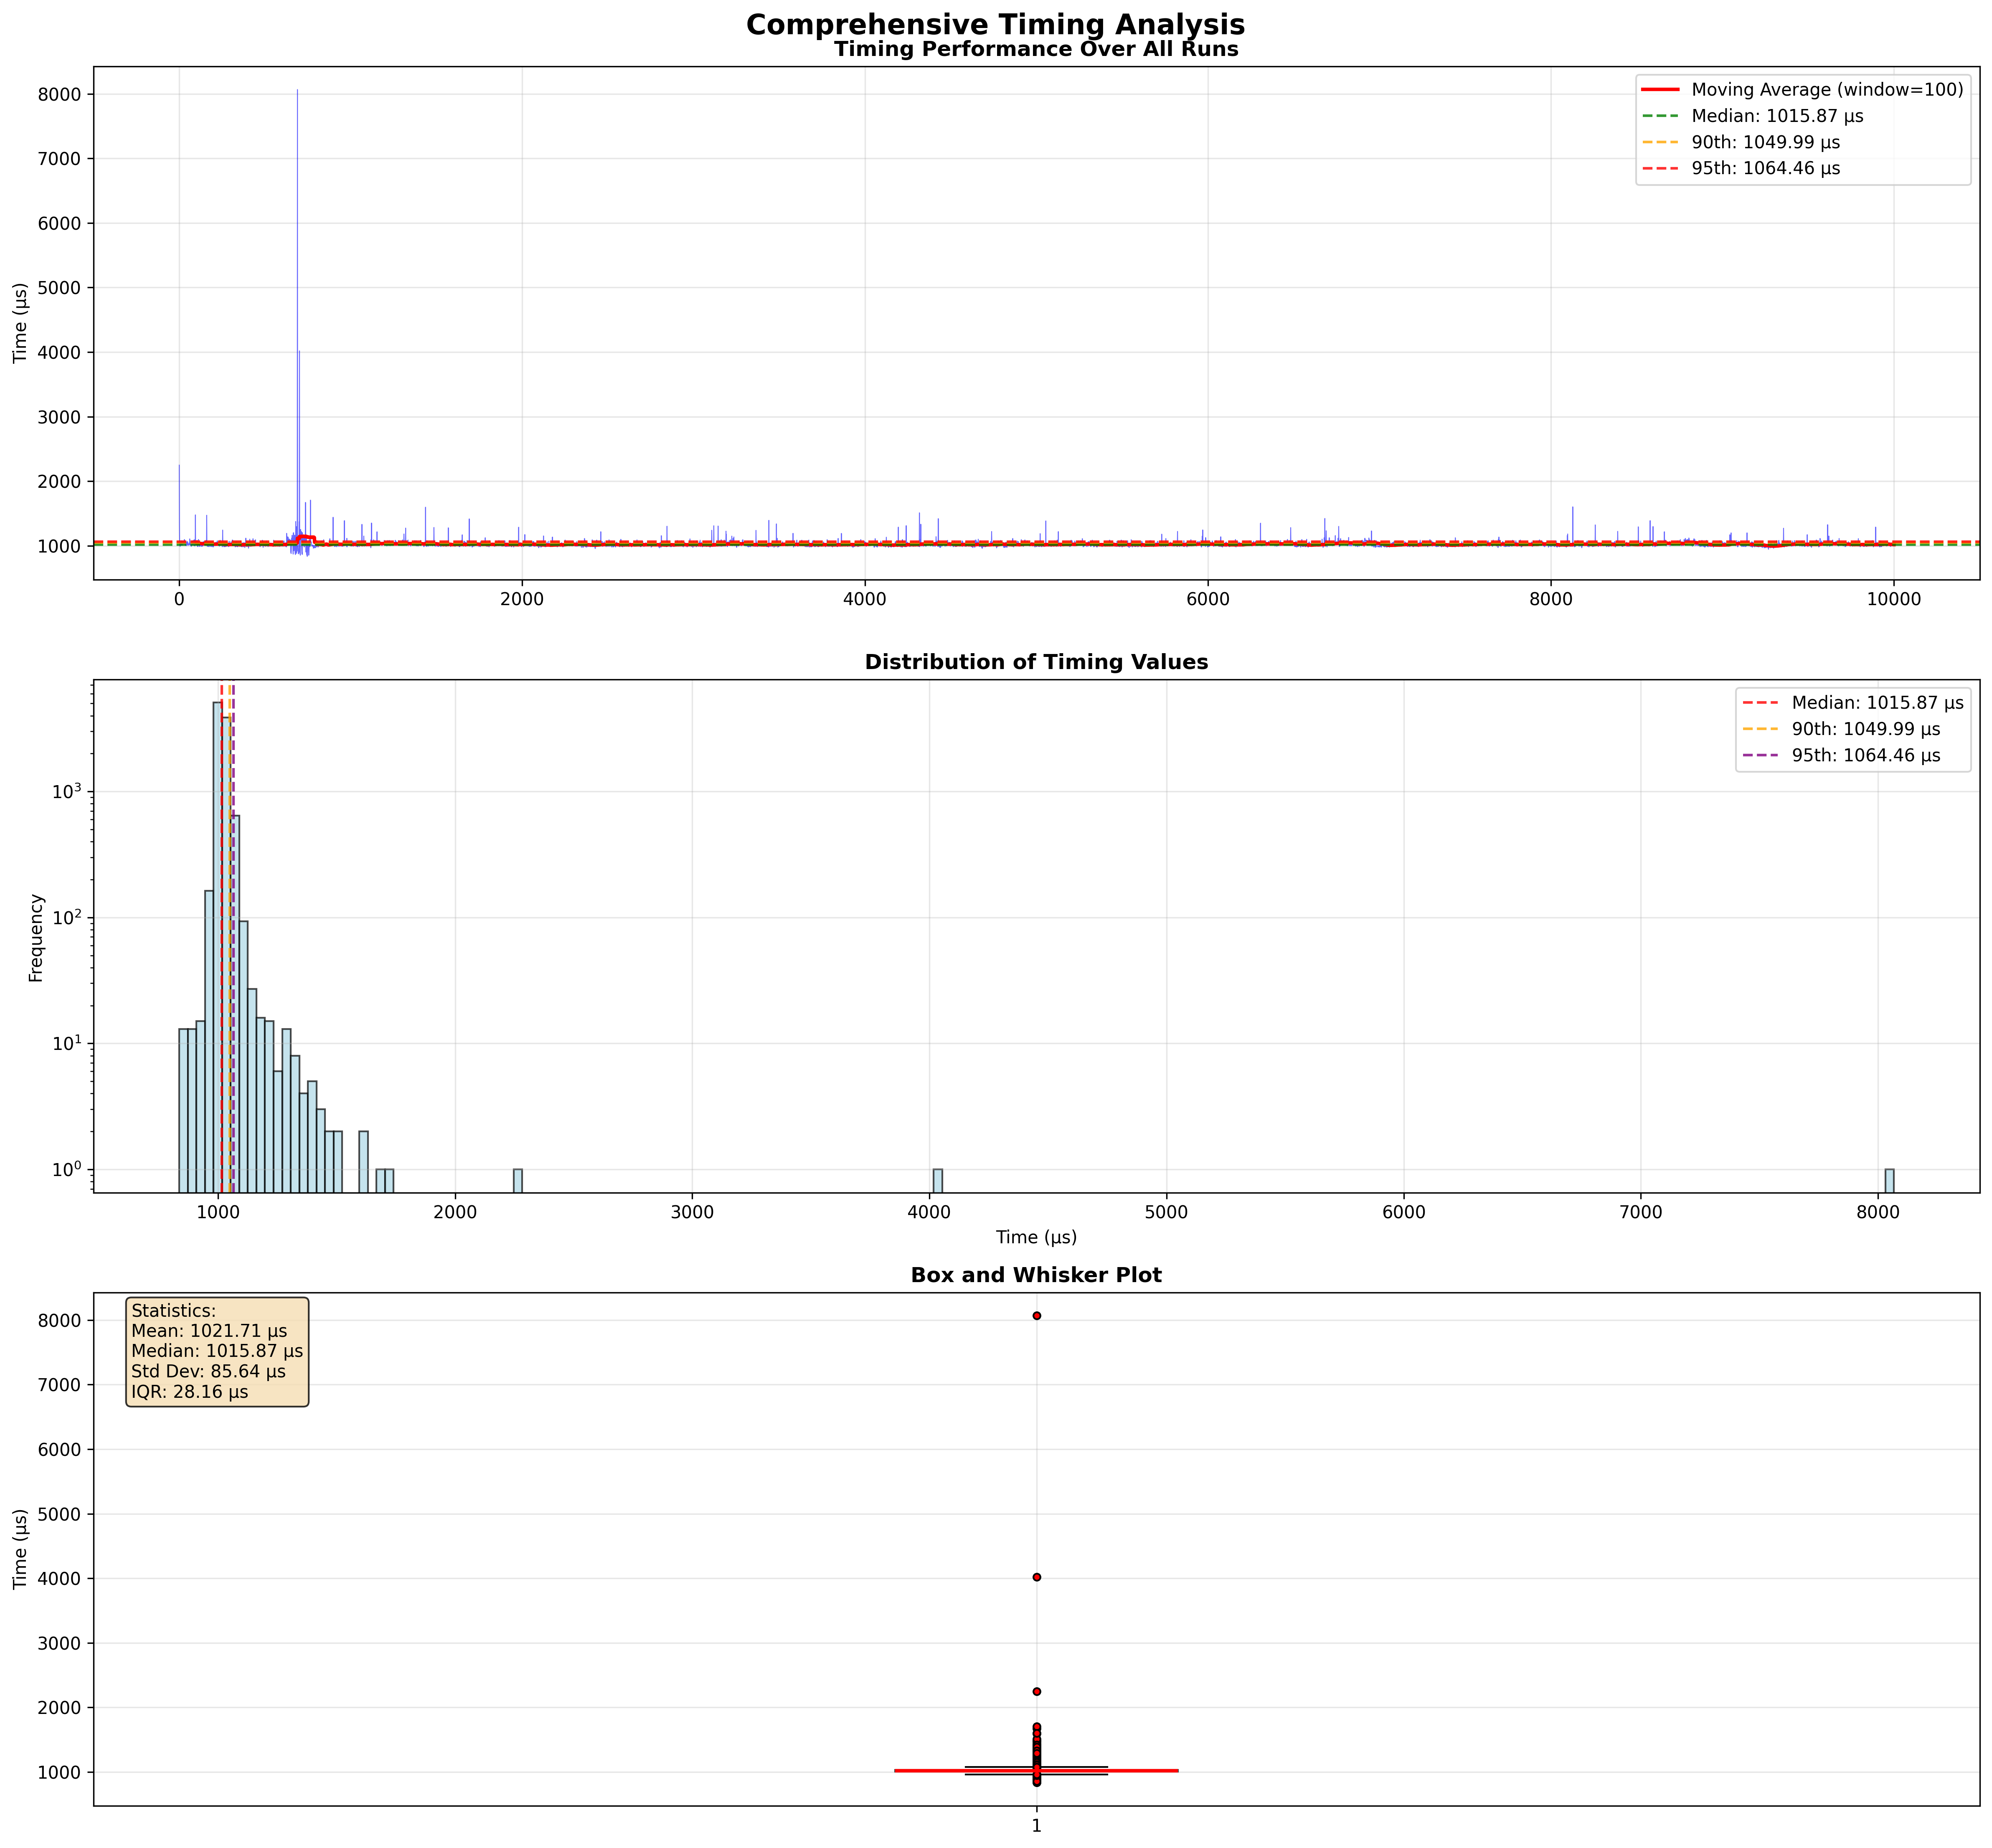 Comprehensive Timing Analysis
Timing Performance Over All Runs
Time (µs)
8000
7000
6000
5000
4000
3000
2000
1000
Moving Average (window=100)
Median: 1015.87 µs
90th: 1049.99 µs
95th: 1064.46 µs
0 2000 4000 6000 8000 10000
Distribution of Timing Values
Frequency
10³
10²
10¹
10⁰
Median: 1015.87 µs
90th: 1049.99 µs
95th: 1064.46 µs
1000 2000 3000 4000 5000 6000 7000 8000
Time (µs)
Box and Whisker Plot
Time (µs)
8000
7000
6000
5000
4000
3000
2000
1000
Statistics:
Mean: 1021.71 µs
Median: 1015.87 µs
Std Dev: 85.64 µs
IQR: 28.16 µs
1